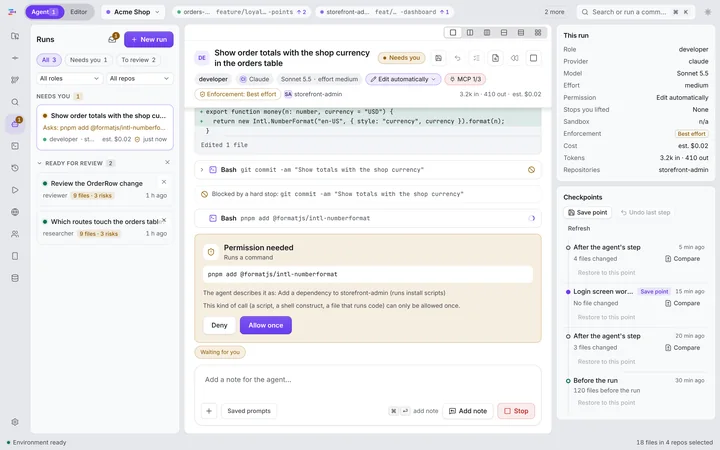 Agent 1
Editor
Acme Shop
orders-... feature/loyal...-points ↑ 2
storefront-ad... feat/...-dashboard ↑ 1
2 more
Search or run a comm... ⌘ K
Runs
1
+ New run
All 3
Needs you 1
To review 2
All roles
All repos
NEEDS YOU 1
Show order totals with the shop cu...
Asks: pnpm add @formatjs/intl-numberfo...
developer · st... est. $0.02 just now
READY FOR REVIEW 2
Review the OrderRow change
reviewer 9 files · 3 risks 1 h ago
Which routes touch the orders tabl
researcher 9 files · 3 risks 1 h ago
Environment ready
DE
Show order totals with the shop currency in the orders table
Needs you
developer
Claude
Sonnet 5.5 · effort medium
Edit automatically
MCP 1/3
Enforcement: Best effort
SA storefront-admin
3.2k in · 410 out · est. $0.02
+ export function money(n: number, currency = "USD") {
+ return new Intl.NumberFormat("en-US", { style: "currency", currency }).format(n);
}
Edited 1 file
Bash git commit -am "Show totals with the shop currency"
Blocked by a hard stop: git commit -am "Show totals with the shop currency"
Bash pnpm add @formatjs/intl-numberformat
Permission needed
Runs a command
pnpm add @formatjs/intl-numberformat
The agent describes it as: Add a dependency to storefront-admin (runs install scripts)
This kind of call (a script, a shell construct, a file that runs code) can only be allowed once.
Deny
Allow once
Waiting for you
Add a note for the agent...
+
Saved prompts
⌘ ⏎ add note
Add note
Stop
This run
Role developer
Provider claude
Model Sonnet 5.5
Effort medium
Permission Edit automatically
Stops you lifted None
Sandbox n/a
Enforcement Best effort
Cost est. $0.02
Tokens 3.2k in · 410 out
Repositories storefront-admin
Checkpoints
Save point
Undo last step
Refresh
After the agent's step 5 min ago
4 files changed Compare
Restore to this point
Login screen wor... Save point 15 min ago
No file changed Compare
Restore to this point
After the agent's step 20 min ago
3 files changed Compare
Restore to this point
Before the run 30 min ago
120 files before the run
Restore to this point
18 files in 4 repos selected